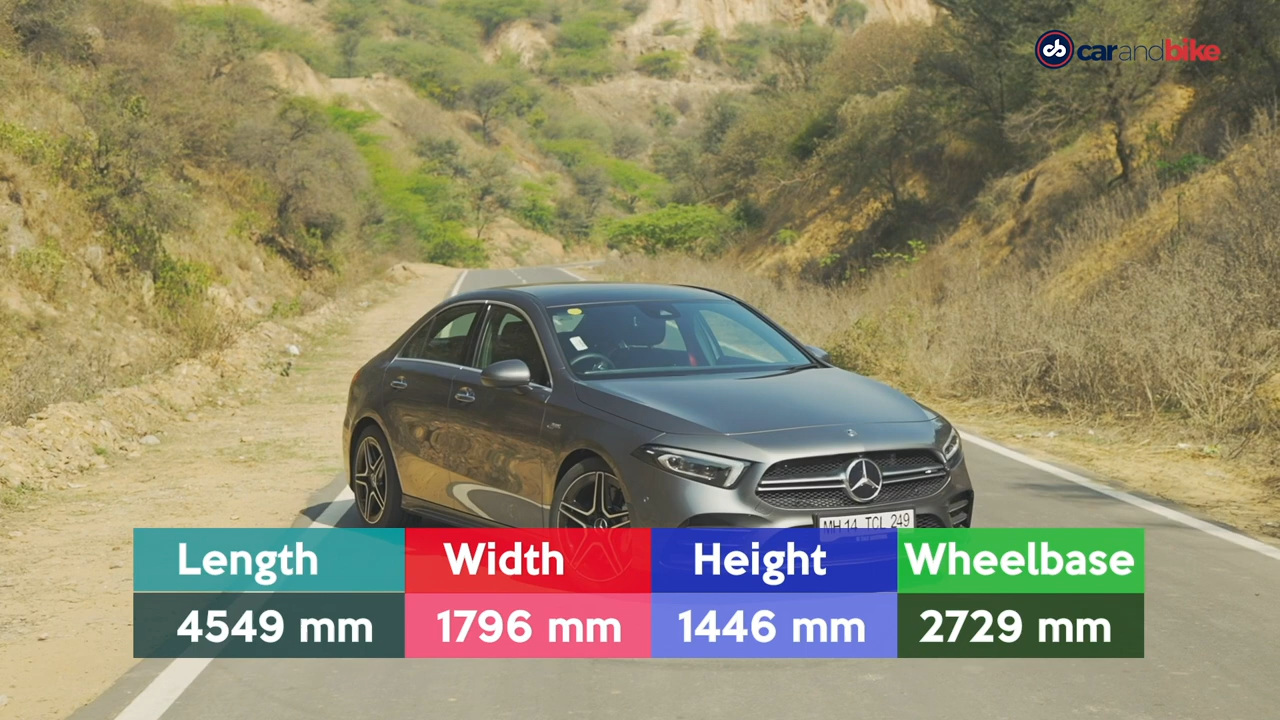 carandbike
MH 14 TCL 249
Length Width Height Wheelbase
4549 mm 1796 mm 1446 mm 2729 mm